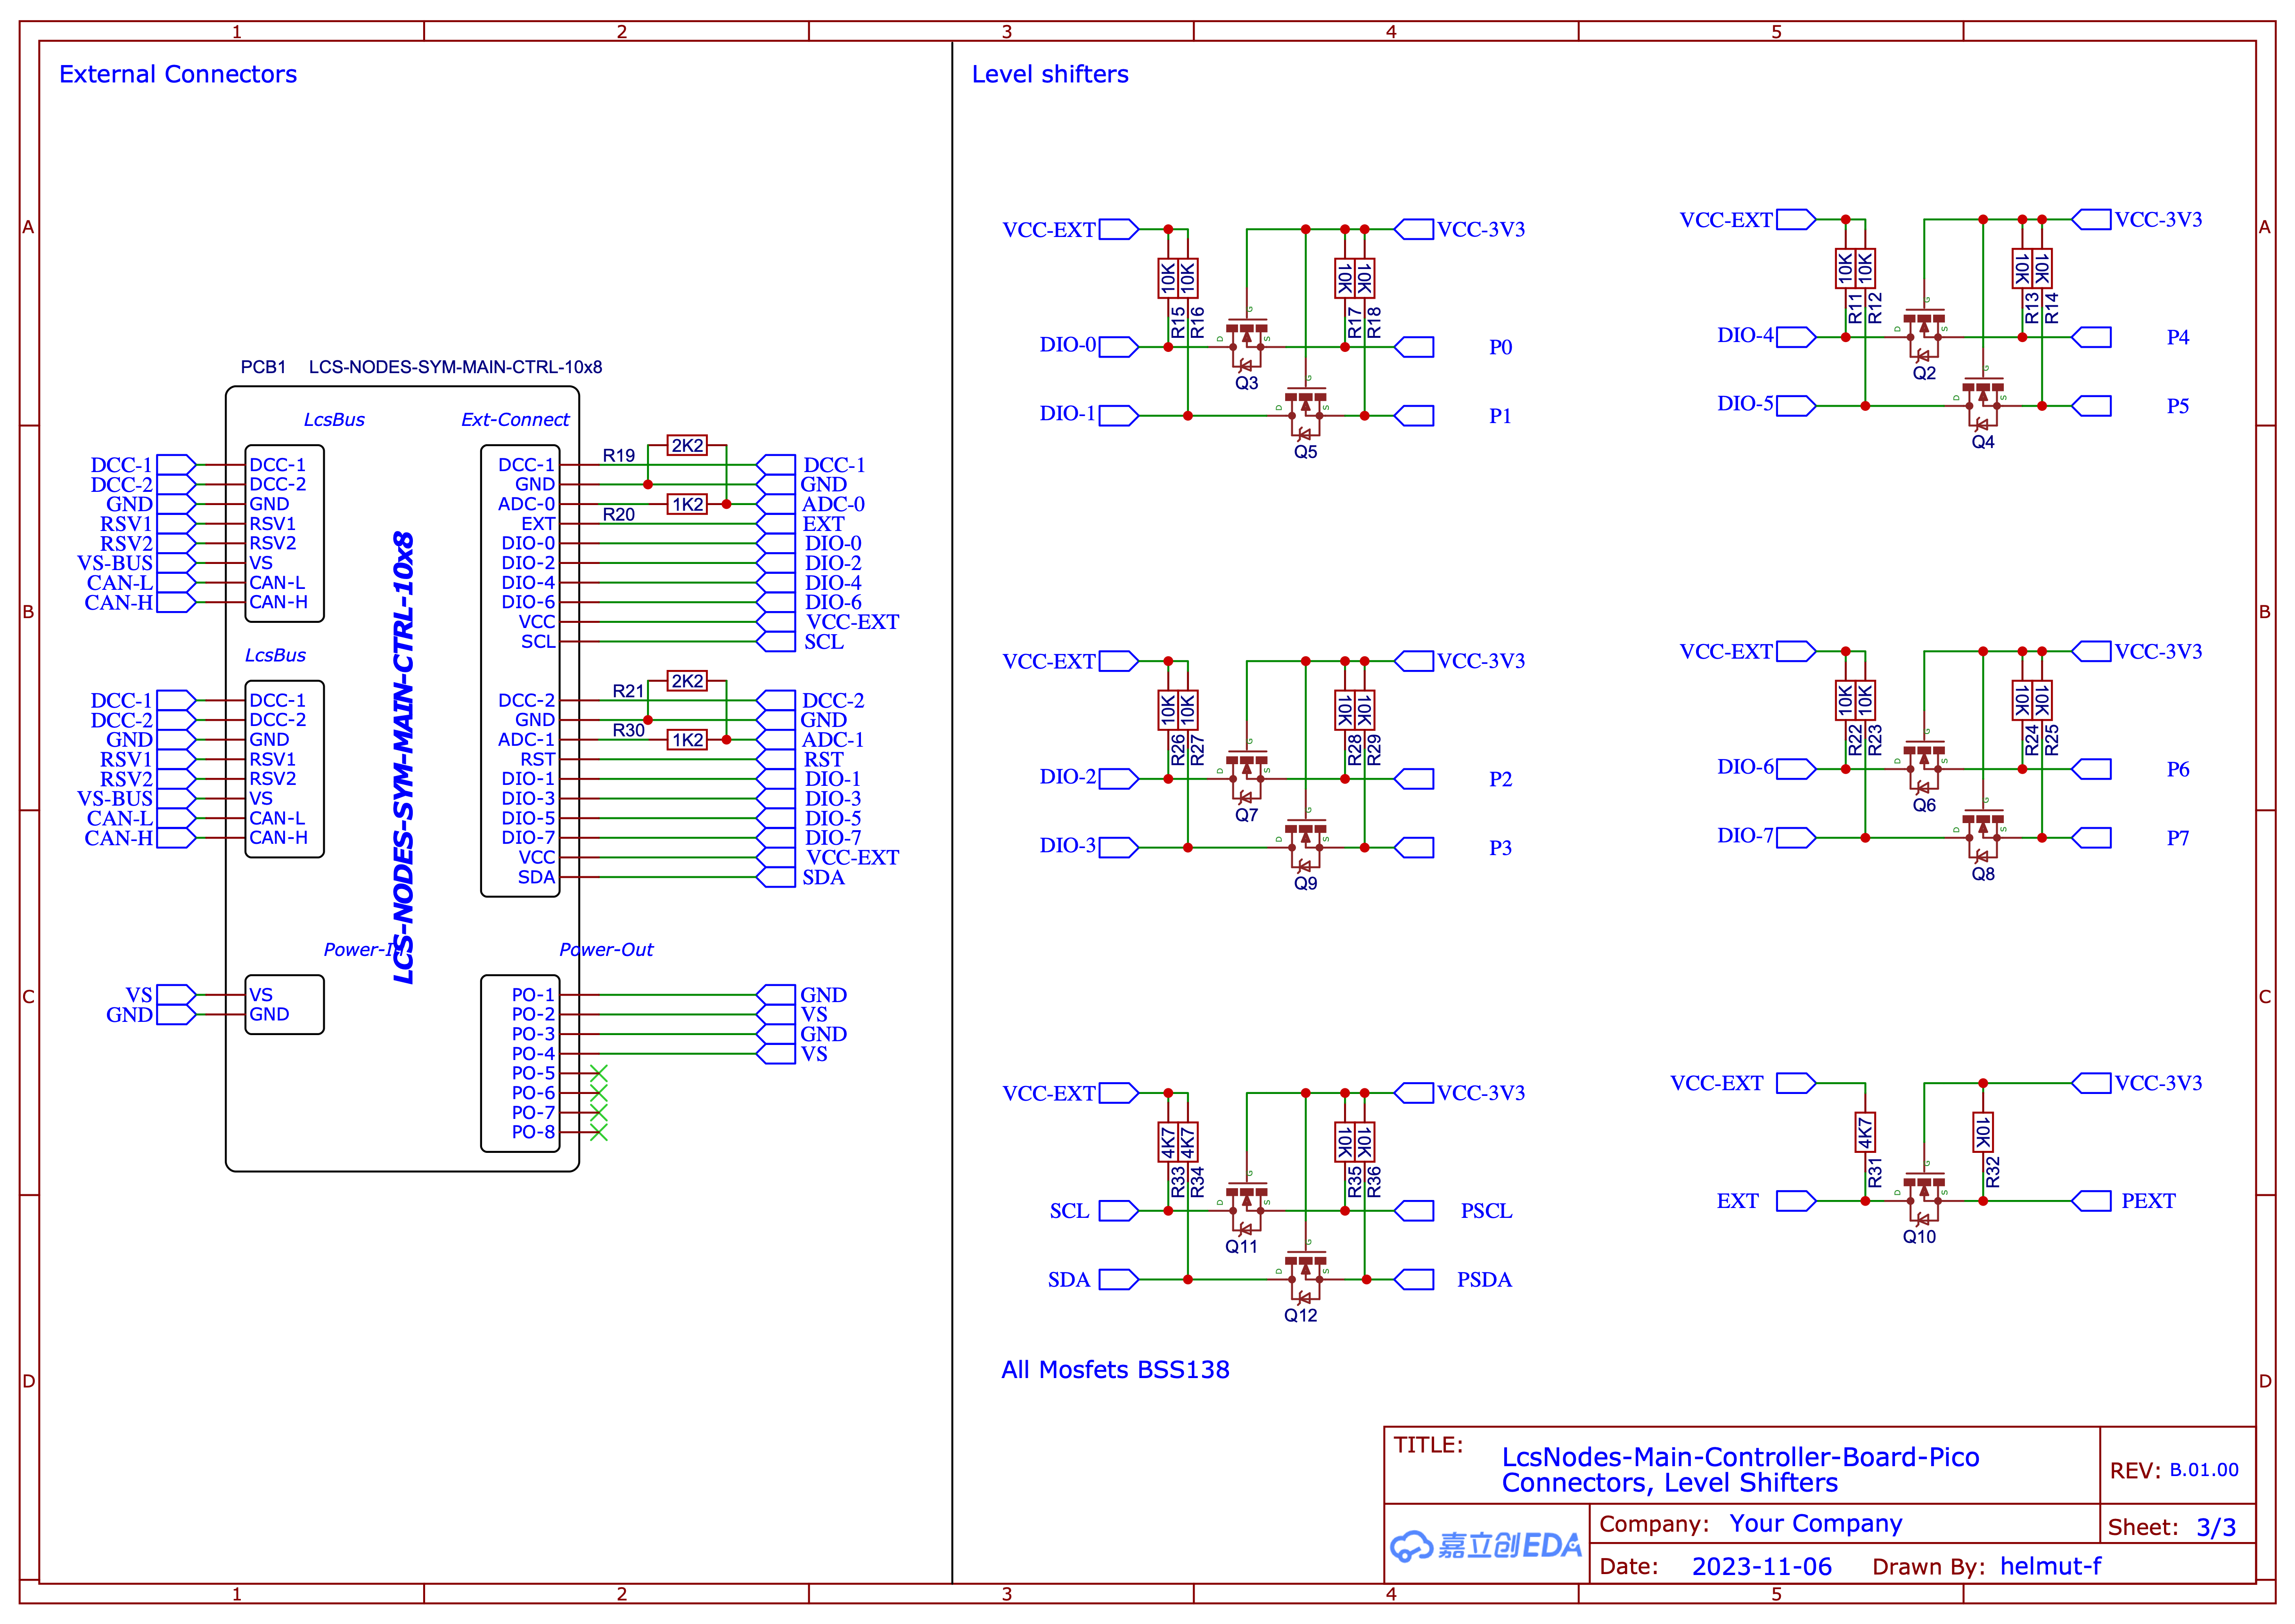 1 2 3 4 5
External Connectors
Level shifters
A
A
B
B
C
C
D
D
PCB1 LCS-NODES-SYM-MAIN-CTRL-10x8
LcsBus
DCC-1 DCC-1
DCC-2 DCC-2
GND GND
RSV1 RSV1
RSV2 RSV2
VS-BUS VS
CAN-L CAN-L
CAN-H CAN-H
LcsBus
DCC-1 DCC-1
DCC-2 DCC-2
GND GND
RSV1 RSV1
RSV2 RSV2
VS-BUS VS
CAN-L CAN-L
CAN-H CAN-H
Power-In
VS VS
GND GND
LCS-NODES-SYM-MAIN-CTRL-10x8
Ext-Connect
2K2
DCC-1 R19 DCC-1
GND GND
ADC-0 1K2 ADC-0
EXT R20 EXT
DIO-0 DIO-0
DIO-2 DIO-2
DIO-4 DIO-4
DIO-6 DIO-6
VCC VCC-EXT
SCL SCL
2K2
DCC-2 R21 DCC-2
GND GND
ADC-1 R30 1K2 ADC-1
RST RST
DIO-1 DIO-1
DIO-3 DIO-3
DIO-5 DIO-5
DIO-7 DIO-7
VCC VCC-EXT
SDA SDA
Power-Out
PO-1 GND
PO-2 VS
PO-3 GND
PO-4 VS
PO-5
PO-6
PO-7
PO-8
VCC-EXT VCC-3V3
10K 10K 10K 10K
R15 R16 G R17 R18
DIO-0 D S P0
Q3
G
DIO-1 D S P1
Q5
VCC-EXT VCC-3V3
10K 10K 10K 10K
R11 R12 G R13 R14
DIO-4 D S P4
Q2
G
DIO-5 D S P5
Q4
VCC-EXT VCC-3V3
10K 10K 10K 10K
R26 R27 G R28 R29
DIO-2 D S P2
Q7
G
DIO-3 D S P3
Q9
VCC-EXT VCC-3V3
10K 10K 10K 10K
R22 R23 G R24 R25
DIO-6 D S P6
Q6
G
DIO-7 D S P7
Q8
VCC-EXT VCC-3V3
4K7 4K7 10K 10K
R33 R34 G R35 R36
SCL D S PSCL
Q11
G
SDA D S PSDA
Q12
VCC-EXT VCC-3V3
4K7 10K
R31 G R32
EXT D S PEXT
Q10
All Mosfets BSS138
TITLE:
LcsNodes-Main-Controller-Board-Pico
Connectors, Level Shifters
REV: B.01.00
嘉立创EDA
Company: Your Company
Sheet: 3/3
Date: 2023-11-06 Drawn By: helmut-f
1 2 3 4 5